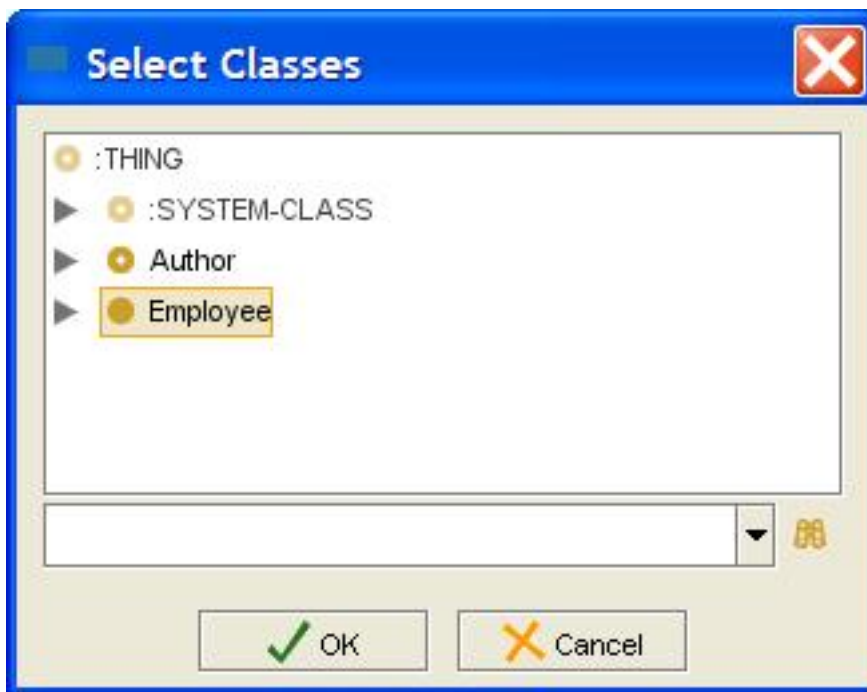 Select Classes
:THING
:SYSTEM-CLASS
Author
Employee
OK
Cancel